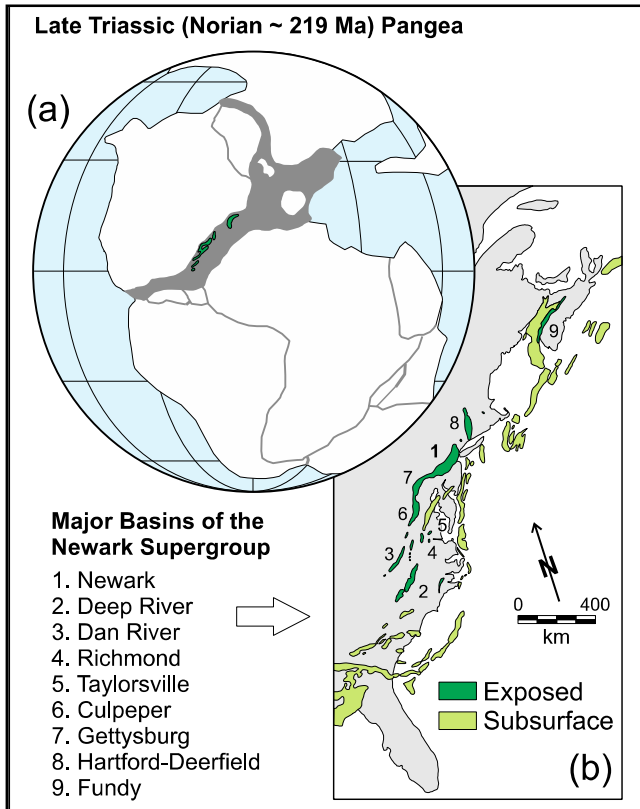 Late Triassic (Norian ~ 219 Ma) Pangea
(a)
Major Basins of the
Newark Supergroup
1. Newark
2. Deep River
3. Dan River
4. Richmond
5. Taylorsville
6. Culpeper
7. Gettysburg
8. Hartford-Deerfield
9. Fundy
9
8
1
7
6
5
4
3
2
N
0 400
km
Exposed
Subsurface
(b)